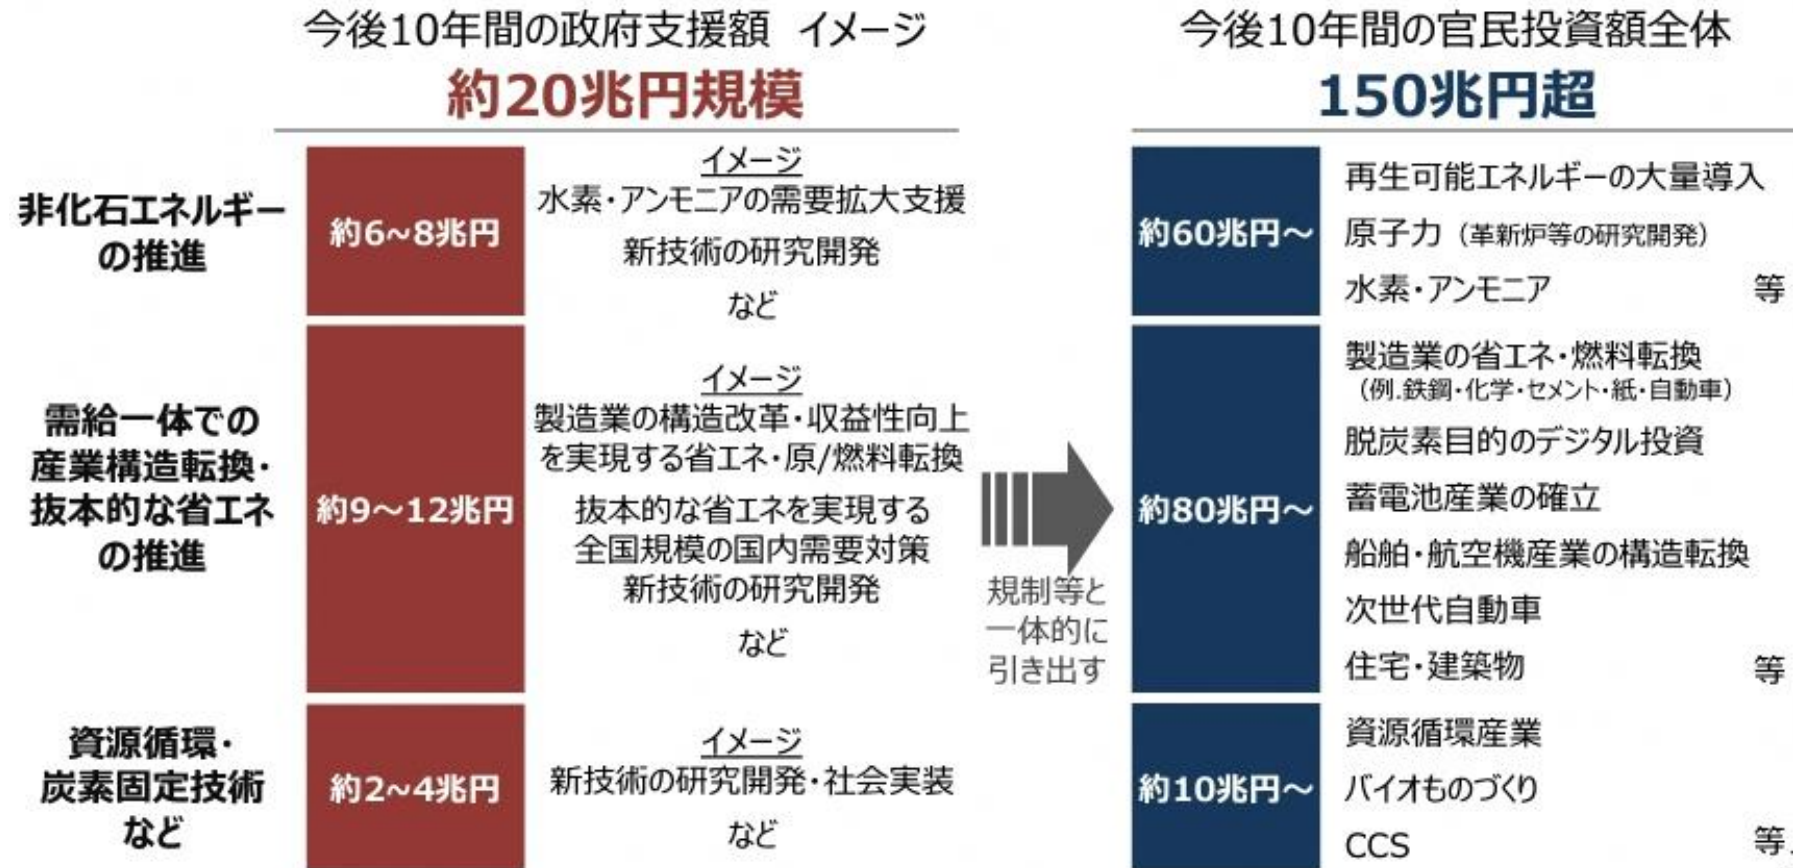 今後10年間の政府支援額 イメージ
約20兆円規模
今後10年間の官民投資額全体
150兆円超
非化石エネルギー
の推進
約6~8兆円
イメージ
水素・アンモニアの需要拡大支援
新技術の研究開発
など
約60兆円～
再生可能エネルギーの大量導入
原子力（革新炉等の研究開発）
水素・アンモニア 等
需給一体での
産業構造転換・
抜本的な省エネ
の推進
約9～12兆円
イメージ
製造業の構造改革・収益性向上
を実現する省エネ・原/燃料転換
抜本的な省エネを実現する
全国規模の国内需要対策
新技術の研究開発
など
規制等と
一体的に
引き出す
約80兆円～
製造業の省エネ・燃料転換
（例.鉄鋼・化学・セメント・紙・自動車）
脱炭素目的のデジタル投資
蓄電池産業の確立
船舶・航空機産業の構造転換
次世代自動車
住宅・建築物 等
資源循環・
炭素固定技術
など
約2~4兆円
イメージ
新技術の研究開発・社会実装
など
約10兆円～
資源循環産業
バイオものづくり
CCS 等